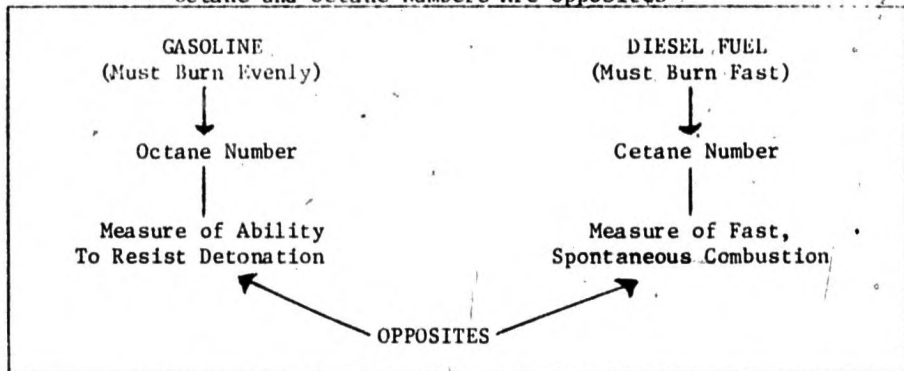 GASOLINE
(Must Burn Evenly)
Octane Number
Measure of Ability
To Resist Detonation
DIESEL FUEL
(Must Burn Fast)
Cetane Number
Measure of Fast,
Spontaneous Combustion
OPPOSITES